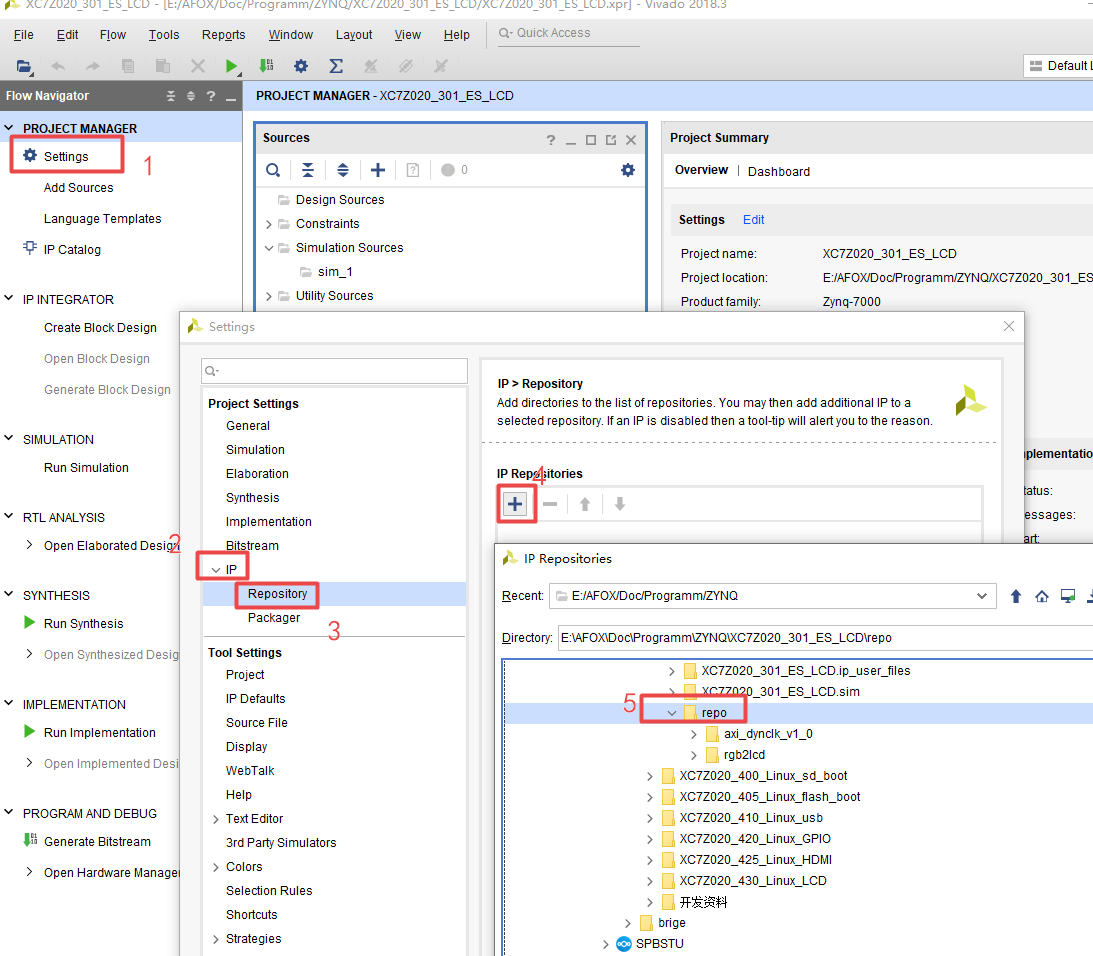 XC7Z020_301_ES_LCD - [E:/AFOX/Doc/Programm/ZYNQ/XC7Z020_301_ES_LCD/XC7Z020_301_ES_LCD.xpr] - Vivado 2018.3
File Edit Flow Tools Reports Window Layout View Help Quick Access
Default L
Flow Navigator
PROJECT MANAGER
Settings
1
Add Sources
Language Templates
IP Catalog
IP INTEGRATOR
Create Block Design
Open Block Design
Generate Block Design
SIMULATION
Run Simulation
RTL ANALYSIS
Open Elaborated Design
SYNTHESIS
Run Synthesis
Open Synthesized Desig
IMPLEMENTATION
Run Implementation
Open Implemented Desi
PROGRAM AND DEBUG
Generate Bitstream
Open Hardware Manager
PROJECT MANAGER - XC7Z020_301_ES_LCD
Sources
0
Design Sources
Constraints
Simulation Sources
sim_1
Utility Sources
Project Summary
Overview | Dashboard
Settings Edit
Project name: XC7Z020_301_ES_LCD
Project location: E:/AFOX/Doc/Programm/ZYNQ/XC7Z020_301_ES
Product family: Zynq-7000
mplementatio
tatus:
essages:
art:
Settings
Project Settings
General
Simulation
Elaboration
Synthesis
Implementation
Bitstream
2
IP
Repository
Packager
3
Tool Settings
Project
IP Defaults
Source File
Display
WebTalk
Help
Text Editor
3rd Party Simulators
Colors
Selection Rules
Shortcuts
Strategies
IP > Repository
Add directories to the list of repositories. You may then add additional IP to a
selected repository. If an IP is disabled then a tool-tip will alert you to the reason.
IP Repositories
4
IP Repositories
Recent: E:/AFOX/Doc/Programm/ZYNQ
Directory: E:\AFOX\Doc\Programm\ZYNQ\XC7Z020_301_ES_LCD\repo
XC7Z020_301_ES_LCD.ip_user_files
XC7Z020_301_ES_LCD.sim
5
repo
axi_dynclk_v1_0
rgb2lcd
XC7Z020_400_Linux_sd_boot
XC7Z020_405_Linux_flash_boot
XC7Z020_410_Linux_usb
XC7Z020_420_Linux_GPIO
XC7Z020_425_Linux_HDMI
XC7Z020_430_Linux_LCD
开发资料
brige
SPBSTU